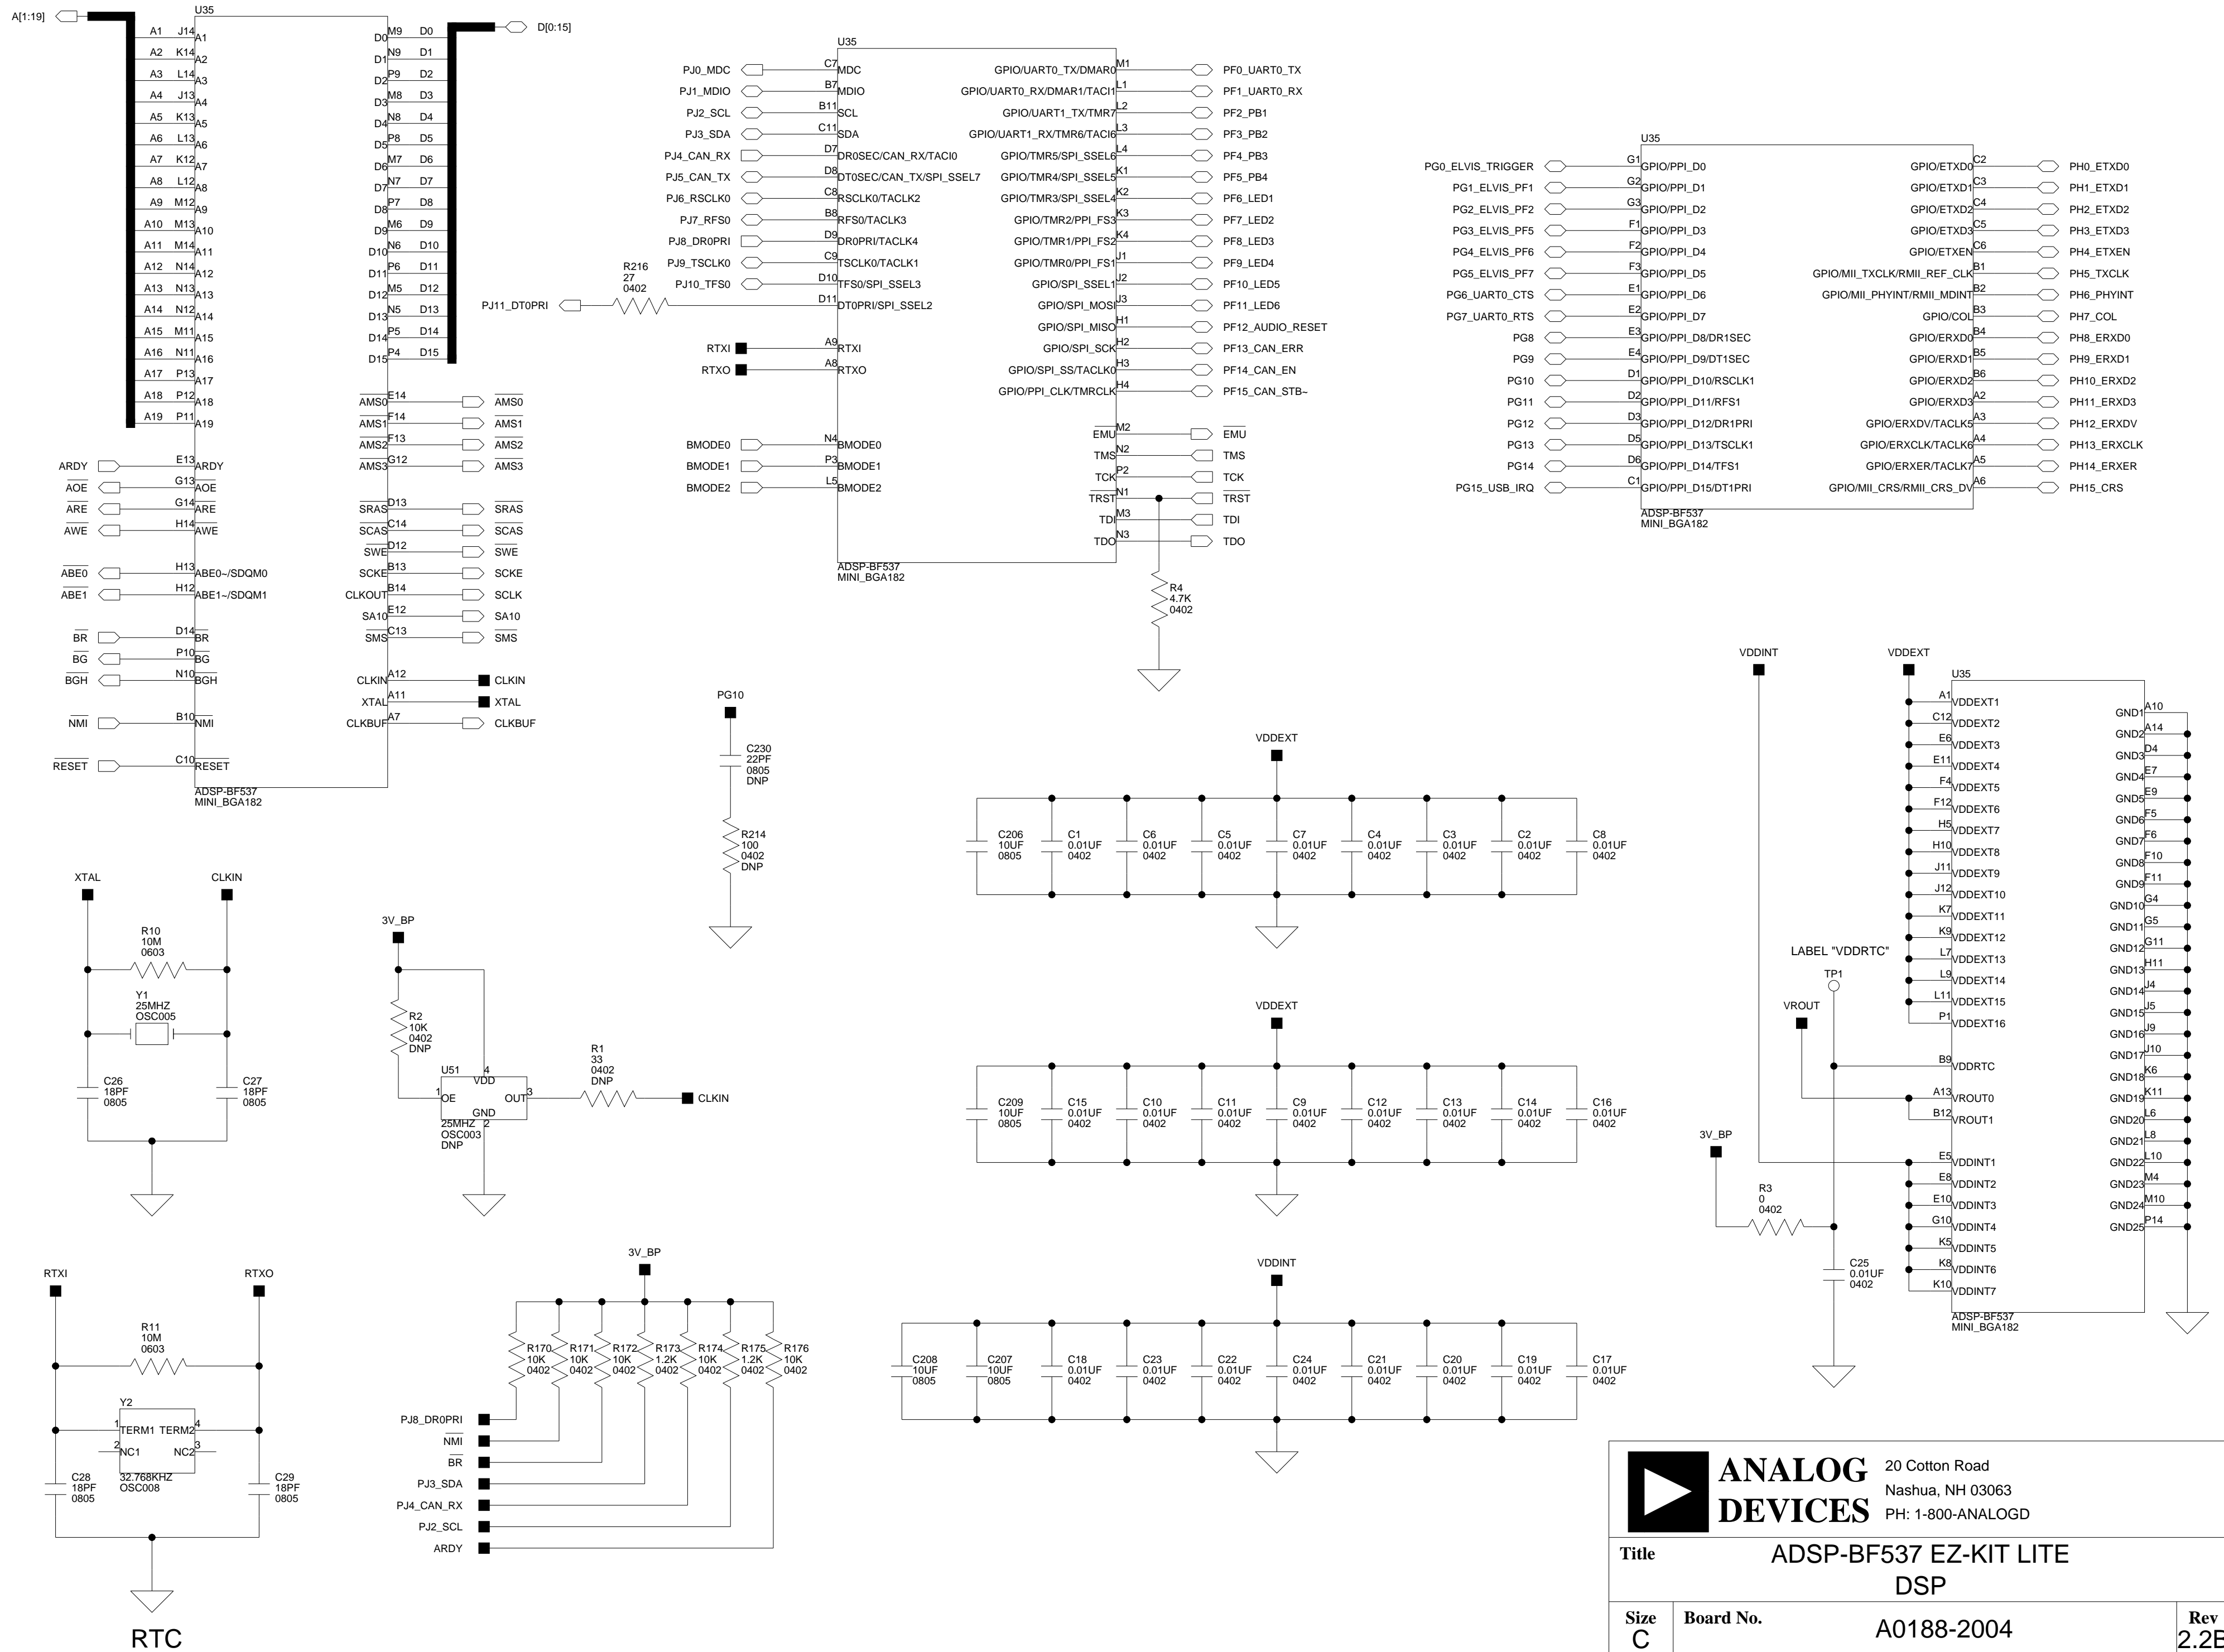 A[1:19]
U35
D[0:15]
A1 J14 A1 D0 M9 D0
A2 K14 A2 D1 N9 D1
A3 L14 A3 D2 P9 D2
A4 J13 A4 D3 M8 D3
A5 K13 A5 D4 N8 D4
A6 L13 A6 D5 P8 D5
A7 K12 A7 D6 M7 D6
A8 L12 A8 D7 N7 D7
A9 M12 A9 D8 P7 D8
A10 M13 A10 D9 M6 D9
A11 M14 A11 D10 N6 D10
A12 N14 A12 D11 P6 D11
A13 N13 A13 D12 M5 D12
A14 N12 A14 D13 N5 D13
A15 M11 A15 D14 P5 D14
A16 N11 A16 D15 P4 D15
A17 P13 A17
A18 P12 A18 AMS0 E14 AMS0
A19 P11 A19 AMS1 F14 AMS1
AMS2 F13 AMS2
ARDY E13 ARDY AMS3 G12 AMS3
AOE G13 AOE
ARE G14 ARE SRAS D13 SRAS
AWE H14 AWE SCAS C14 SCAS
SWE D12 SWE
ABE0 H13 ABE0~/SDQM0 SCKE B13 SCKE
ABE1 H12 ABE1~/SDQM1 CLKOUT B14 SCLK
SA10 E12 SA10
BR D14 BR SMS C13 SMS
BG P10 BG
BGH N10 BGH CLKIN A12 CLKIN
XTAL A11 XTAL
NMI B10 NMI CLKBUF A7 CLKBUF
RESET C10 RESET
ADSP-BF537
MINI_BGA182
U35
PJ0_MDC C7 MDC GPIO/UART0_TX/DMAR0 M1 PF0_UART0_TX
PJ1_MDIO B7 MDIO GPIO/UART0_RX/DMAR1/TACI1 L1 PF1_UART0_RX
PJ2_SCL B11 SCL GPIO/UART1_TX/TMR7 L2 PF2_PB1
PJ3_SDA C11 SDA GPIO/UART1_RX/TMR6/TACI6 L3 PF3_PB2
PJ4_CAN_RX D7 DR0SEC/CAN_RX/TACI0 GPIO/TMR5/SPI_SSEL6 L4 PF4_PB3
PJ5_CAN_TX D8 DT0SEC/CAN_TX/SPI_SSEL7 GPIO/TMR4/SPI_SSEL5 K1 PF5_PB4
PJ6_RSCLK0 C8 RSCLK0/TACLK2 GPIO/TMR3/SPI_SSEL4 K2 PF6_LED1
PJ7_RFS0 B8 RFS0/TACLK3 GPIO/TMR2/PPI_FS3 K3 PF7_LED2
PJ8_DR0PRI D9 DR0PRI/TACLK4 GPIO/TMR1/PPI_FS2 K4 PF8_LED3
PJ9_TSCLK0 C9 TSCLK0/TACLK1 GPIO/TMR0/PPI_FS1 J1 PF9_LED4
PJ10_TFS0 D10 TFS0/SPI_SSEL3 GPIO/SPI_SSEL1 J2 PF10_LED5
R216
27
0402
PJ11_DT0PRI D11 DT0PRI/SPI_SSEL2 GPIO/SPI_MOSI J3 PF11_LED6
GPIO/SPI_MISO H1 PF12_AUDIO_RESET
RTXI A9 RTXI GPIO/SPI_SCK H2 PF13_CAN_ERR
RTXO A8 RTXO GPIO/SPI_SS/TACLK0 H3 PF14_CAN_EN
GPIO/PPI_CLK/TMRCLK H4 PF15_CAN_STB~
EMU M2 EMU
BMODE0 N4 BMODE0 TMS N2 TMS
BMODE1 P3 BMODE1 TCK P2 TCK
BMODE2 L5 BMODE2 TRST N1 TRST
TDI M3 TDI
TDO N3 TDO
ADSP-BF537
MINI_BGA182
R4
4.7K
0402
U35
PG0_ELVIS_TRIGGER G1 GPIO/PPI_D0 GPIO/ETXD0 C2 PH0_ETXD0
PG1_ELVIS_PF1 G2 GPIO/PPI_D1 GPIO/ETXD1 C3 PH1_ETXD1
PG2_ELVIS_PF2 G3 GPIO/PPI_D2 GPIO/ETXD2 C4 PH2_ETXD2
PG3_ELVIS_PF5 F1 GPIO/PPI_D3 GPIO/ETXD3 C5 PH3_ETXD3
PG4_ELVIS_PF6 F2 GPIO/PPI_D4 GPIO/ETXEN C6 PH4_ETXEN
PG5_ELVIS_PF7 F3 GPIO/PPI_D5 GPIO/MII_TXCLK/RMII_REF_CLK B1 PH5_TXCLK
PG6_UART0_CTS E1 GPIO/PPI_D6 GPIO/MII_PHYINT/RMII_MDINT B2 PH6_PHYINT
PG7_UART0_RTS E2 GPIO/PPI_D7 GPIO/COL B3 PH7_COL
PG8 E3 GPIO/PPI_D8/DR1SEC GPIO/ERXD0 B4 PH8_ERXD0
PG9 E4 GPIO/PPI_D9/DT1SEC GPIO/ERXD1 B5 PH9_ERXD1
PG10 D1 GPIO/PPI_D10/RSCLK1 GPIO/ERXD2 B6 PH10_ERXD2
PG11 D2 GPIO/PPI_D11/RFS1 GPIO/ERXD3 A2 PH11_ERXD3
PG12 D3 GPIO/PPI_D12/DR1PRI GPIO/ERXDV/TACLK5 A3 PH12_ERXDV
PG13 D5 GPIO/PPI_D13/TSCLK1 GPIO/ERXCLK/TACLK6 A4 PH13_ERXCLK
PG14 D6 GPIO/PPI_D14/TFS1 GPIO/ERXER/TACLK7 A5 PH14_ERXER
PG15_USB_IRQ C1 GPIO/PPI_D15/DT1PRI GPIO/MII_CRS/RMII_CRS_DV A6 PH15_CRS
ADSP-BF537
MINI_BGA182
PG10
C230
22PF
0805
DNP
R214
100
0402
DNP
VDDEXT
C206 C1 C6 C5 C7 C4 C3 C2 C8
10UF 0.01UF 0.01UF 0.01UF 0.01UF 0.01UF 0.01UF 0.01UF 0.01UF
0805 0402 0402 0402 0402 0402 0402 0402 0402
VDDEXT
C209 C15 C10 C11 C9 C12 C13 C14 C16
10UF 0.01UF 0.01UF 0.01UF 0.01UF 0.01UF 0.01UF 0.01UF 0.01UF
0805 0402 0402 0402 0402 0402 0402 0402 0402
VDDINT
C208 C207 C18 C23 C22 C24 C21 C20 C19 C17
10UF 10UF 0.01UF 0.01UF 0.01UF 0.01UF 0.01UF 0.01UF 0.01UF 0.01UF
0805 0805 0402 0402 0402 0402 0402 0402 0402 0402
XTAL CLKIN
R10
10M
0603
Y1
25MHZ
OSC005
C26 C27
18PF 18PF
0805 0805
3V_BP
R2
10K
0402
DNP
U51
4
VDD
1 OE OUT 3
GND
2
25MHZ
OSC003
DNP
R1
33
0402
DNP
CLKIN
RTXI RTXO
R11
10M
0603
Y2
1 TERM1 TERM2 4
2 NC1 NC2 3
32.768KHZ
OSC008
C28 C29
18PF 18PF
0805 0805
RTC
3V_BP
R170 R171 R172 R173 R174 R175 R176
10K 10K 10K 1.2K 10K 1.2K 10K
0402 0402 0402 0402 0402 0402 0402
PJ8_DR0PRI
NMI
BR
PJ3_SDA
PJ4_CAN_RX
PJ2_SCL
ARDY
VDDINT VDDEXT
U35
A1 VDDEXT1 GND1 A10
C12 VDDEXT2 GND2 A14
E6 VDDEXT3 GND3 D4
E11 VDDEXT4 GND4 E7
F4 VDDEXT5 GND5 E9
F12 VDDEXT6 GND6 F5
H5 VDDEXT7 GND7 F6
H10 VDDEXT8 GND8 F10
J11 VDDEXT9 GND9 F11
J12 VDDEXT10 GND10 G4
K7 VDDEXT11 GND11 G5
K9 VDDEXT12 GND12 G11
L7 VDDEXT13 GND13 H11
L9 VDDEXT14 GND14 J4
L11 VDDEXT15 GND15 J5
P1 VDDEXT16 GND16 J9
GND17 J10
B9 VDDRTC GND18 K6
A13 VROUT0 GND19 K11
B12 VROUT1 GND20 L6
GND21 L8
E5 VDDINT1 GND22 L10
E8 VDDINT2 GND23 M4
E10 VDDINT3 GND24 M10
G10 VDDINT4 GND25 P14
K5 VDDINT5
K8 VDDINT6
K10 VDDINT7
ADSP-BF537
MINI_BGA182
LABEL "VDDRTC"
TP1
VROUT
3V_BP
R3
0
0402
C25
0.01UF
0402
ANALOG DEVICES
20 Cotton Road
Nashua, NH 03063
PH: 1-800-ANALOGD
Title ADSP-BF537 EZ-KIT LITE
DSP
Size C
Board No. A0188-2004
Rev 2.2B